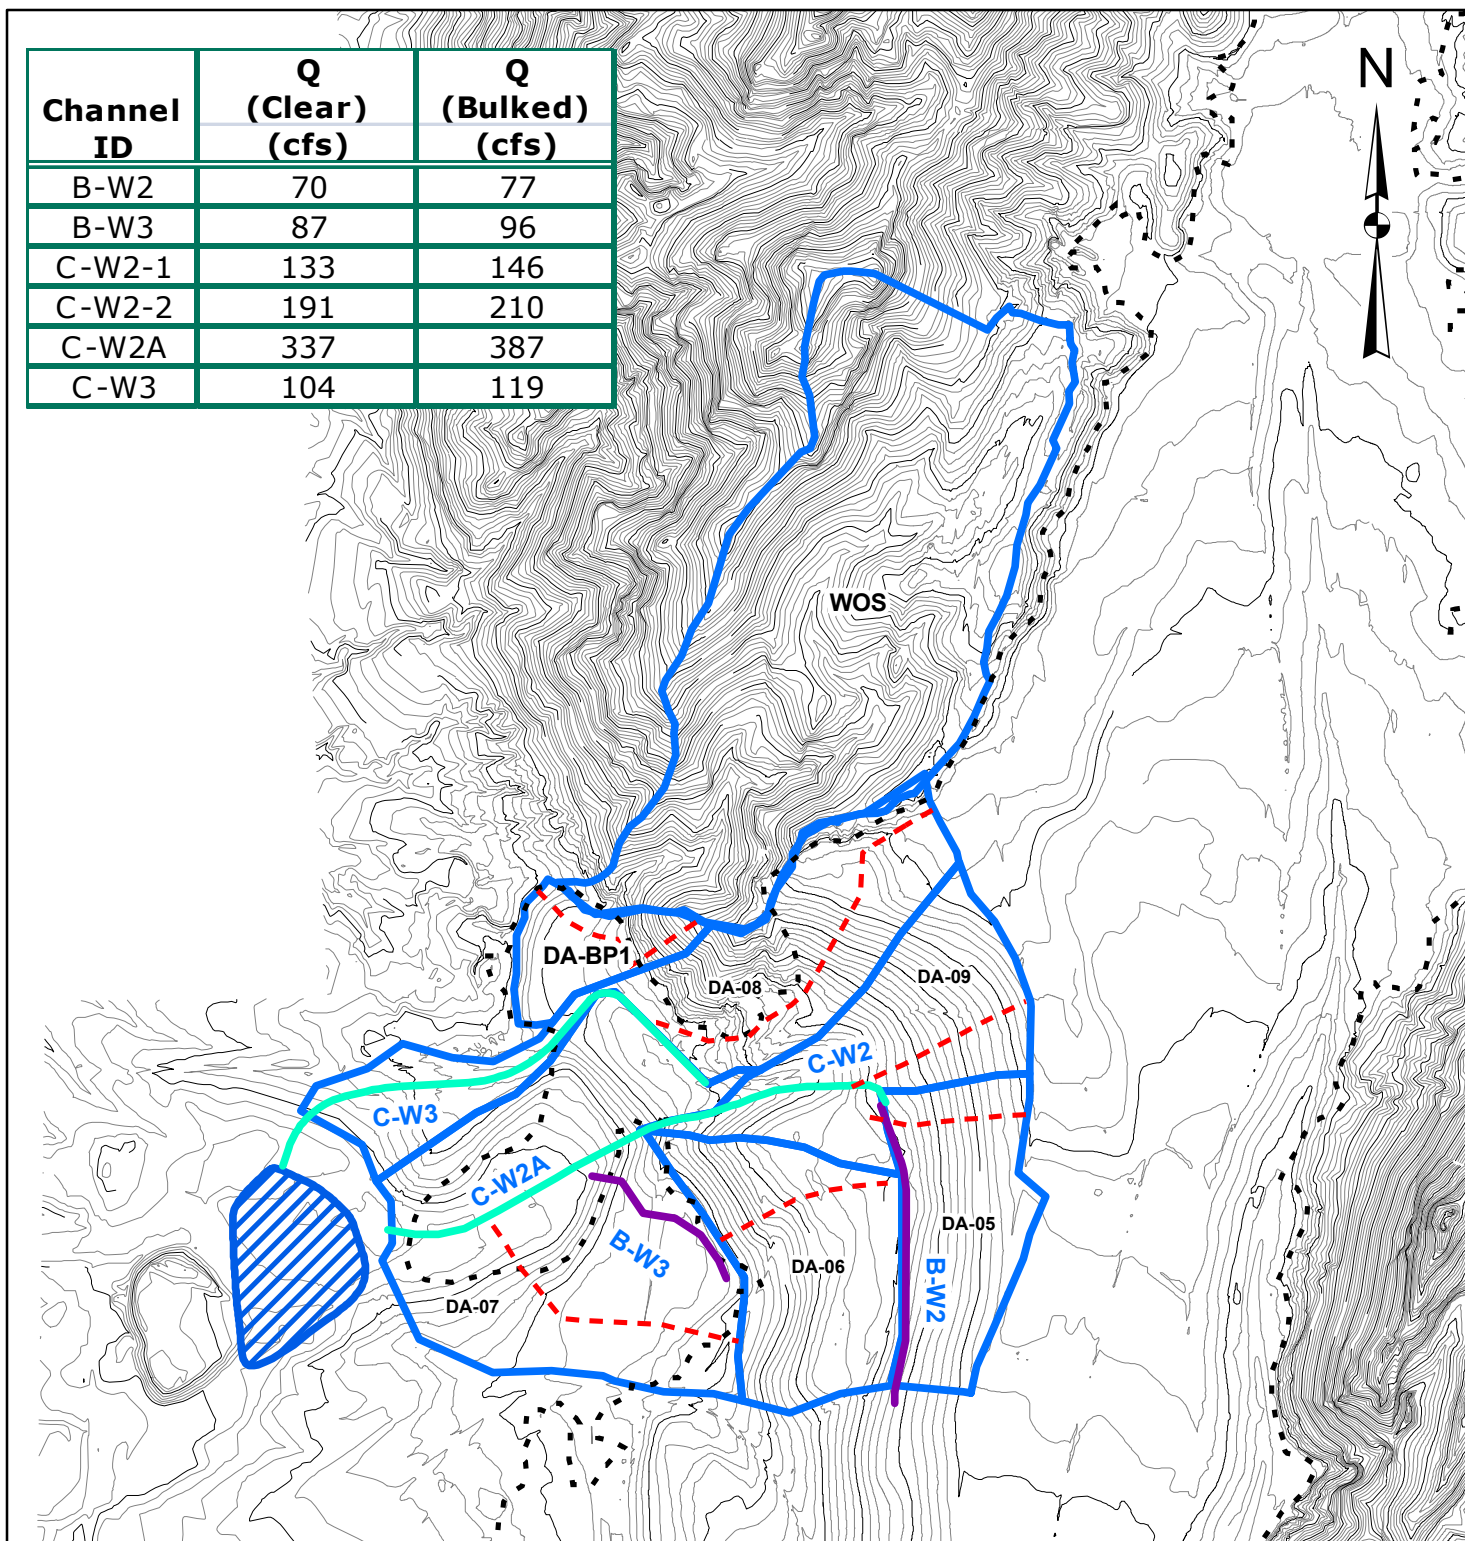 Channel ID Q (Clear) (cfs) Q (Bulked) (cfs)
B-W2 70 77
B-W3 87 96
C-W2-1 133 146
C-W2-2 191 210
C-W2A 337 387
C-W3 104 119
N
WOS
DA-BP1
DA-08
DA-09
C-W2
C-W3
C-W2A
B-W3
DA-05
DA-06
B-W2
DA-07